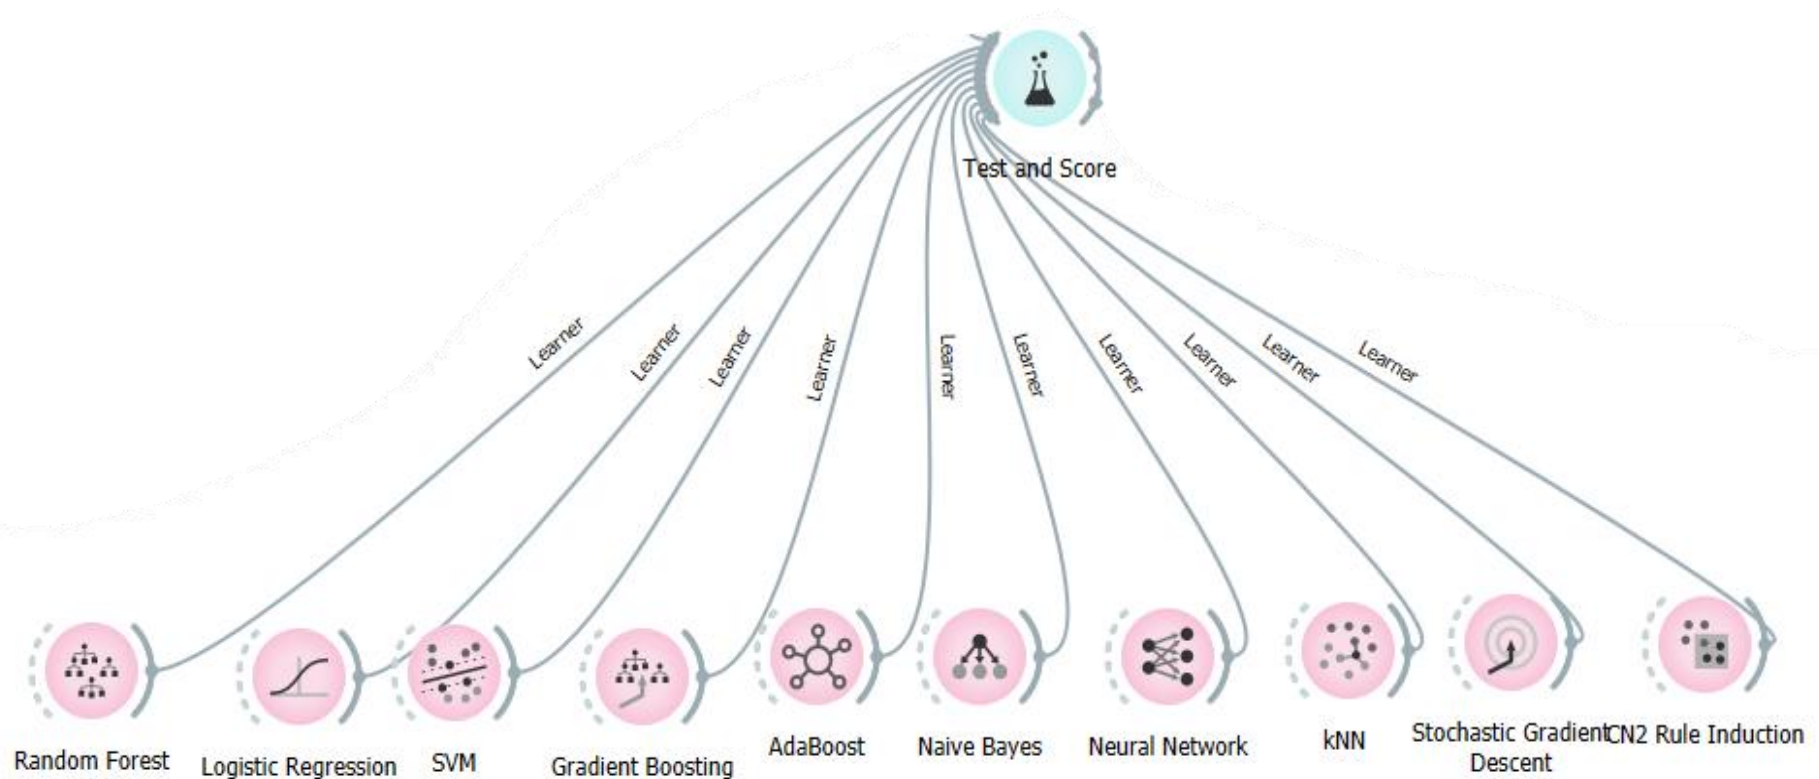 Test and Score
Learner
Learner
Learner
Learner
Learner
Learner
Learner
Learner
Learner
Learner
Random Forest
Logistic Regression
SVM
Gradient Boosting
AdaBoost
Naive Bayes
Neural Network
kNN
Stochastic Gradient
Descent
CN2 Rule Induction